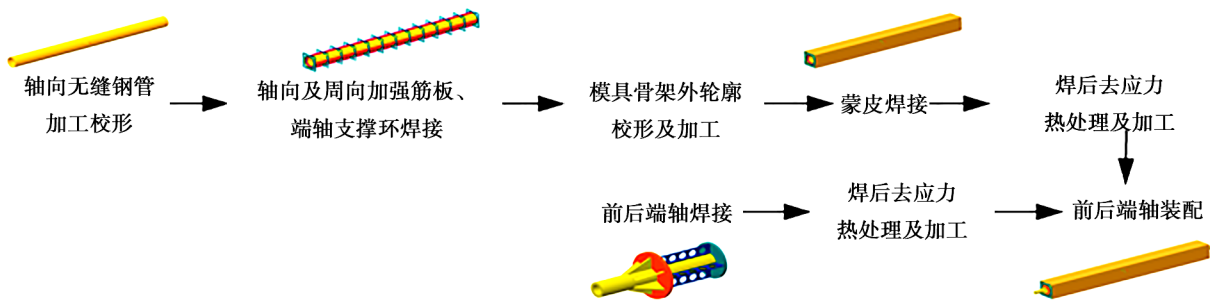 轴向无缝钢管
加工校形
轴向及周向加强筋板、
端轴支撑环焊接
模具骨架外轮廓
校形及加工
蒙皮焊接
焊后去应力
热处理及加工
前后端轴焊接
焊后去应力
热处理及加工
前后端轴装配